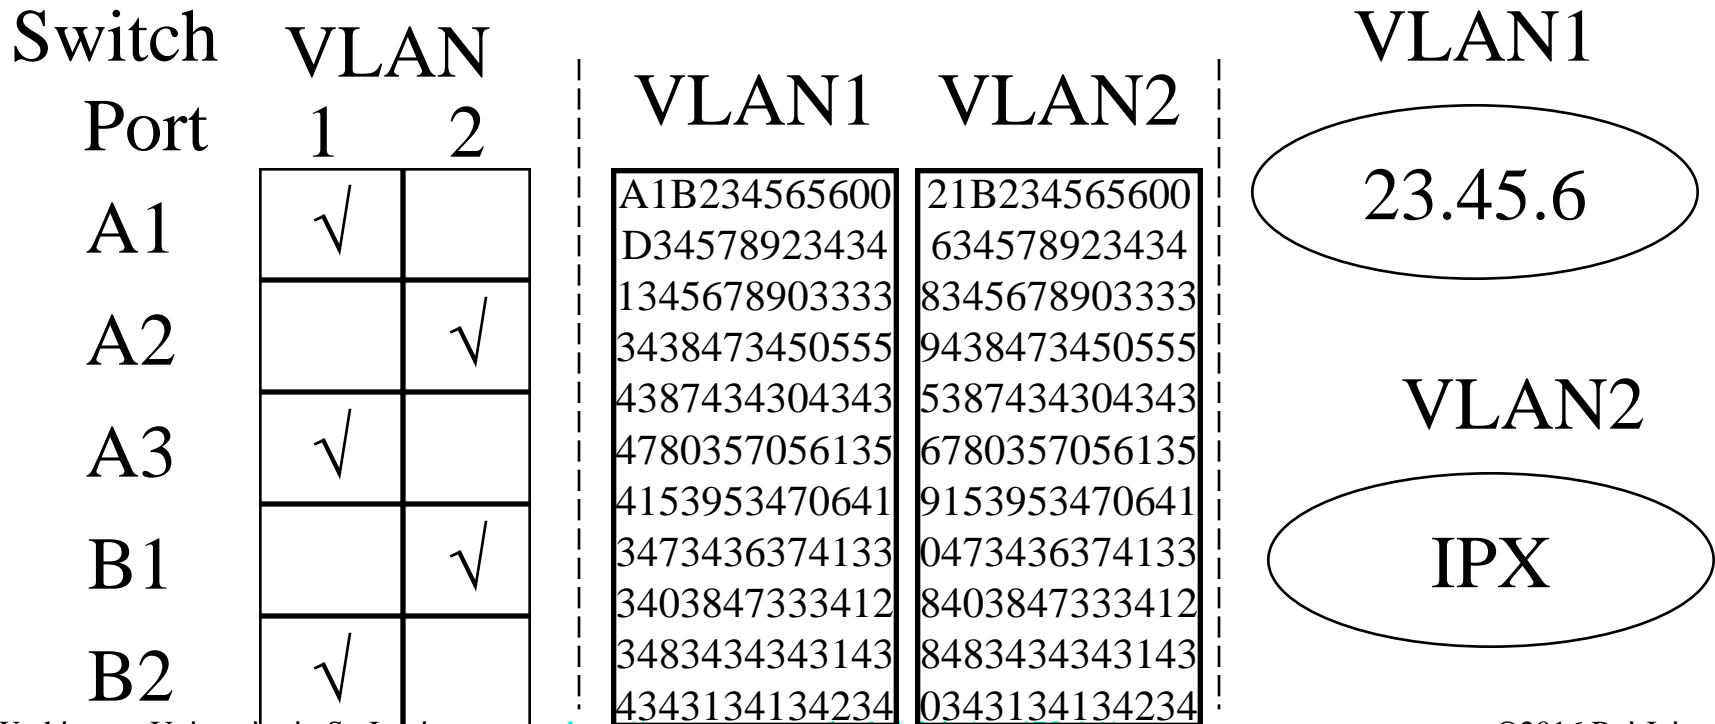 Switch
Port
VLAN
1 2
A1 √
A2 √
A3 √
B1 √
B2 √
VLAN1
A1B234565600
D34578923434
1345678903333
3438473450555
4387434304343
4780357056135
4153953470641
3473436374133
3403847333412
3483434343143
4343134134234
VLAN2
21B234565600
634578923434
8345678903333
9438473450555
5387434304343
6780357056135
9153953470641
0473436374133
8403847333412
8483434343143
0343134134234
VLAN1
23.45.6
VLAN2
IPX